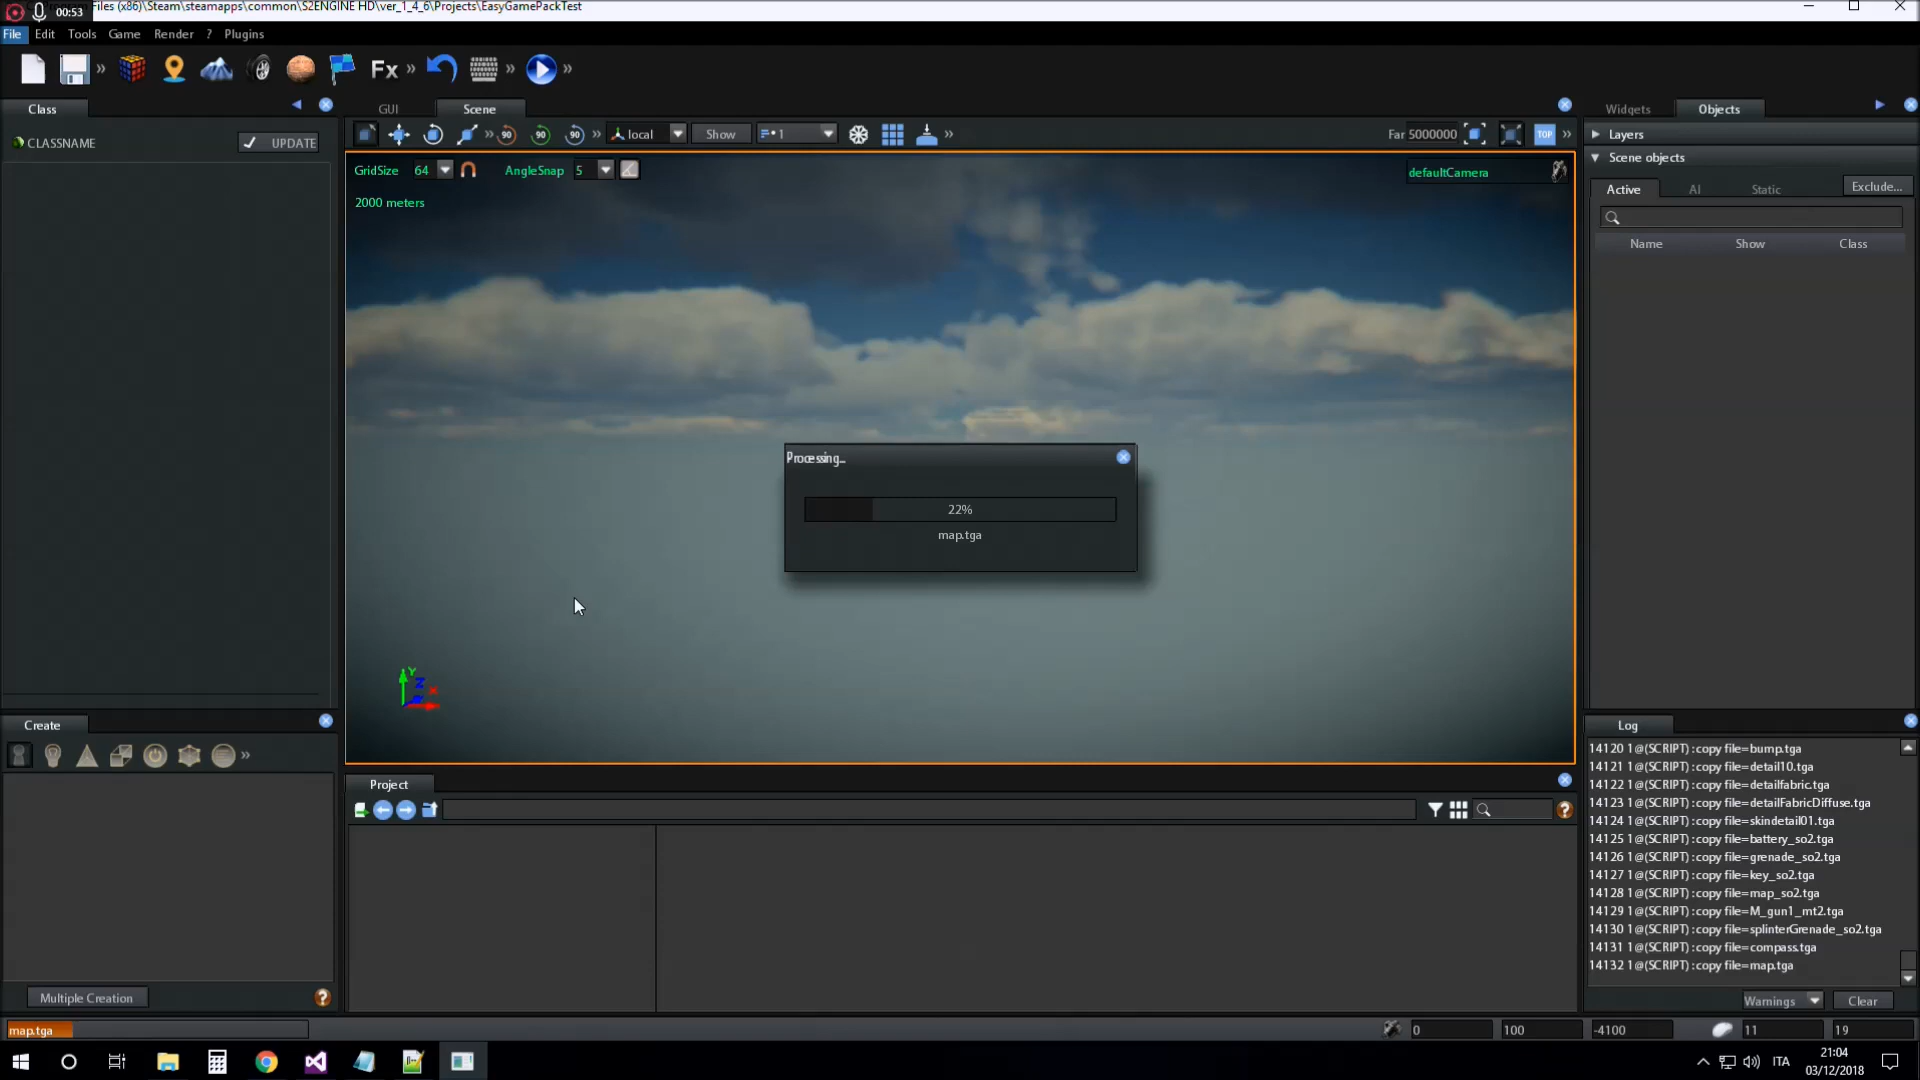 00:53
Files (x86)\Steam\steamapps\common\S2ENGINE HD\ver_1_4_6\Projects\EasyGamePackTest
File Edit Tools Game Render ? Plugins
Fx
Class
GUI Scene
Widgets Objects
CLASSNAME
UPDATE
90 90 90
local
Show
1
Far 5000000
TOP
Layers
Scene objects
GridSize 64
AngleSnap 5
defaultCamera
2000 meters
Active AI Static Exclude...
Name Show Class
Processing...
22%
map.tga
Y
Z
X
Create
Log
Project
14120 1@(SCRIPT) :copy file=bump.tga
14121 1@(SCRIPT) :copy file=detail10.tga
14122 1@(SCRIPT) :copy file=detailfabric.tga
14123 1@(SCRIPT) :copy file=detailFabricDiffuse.tga
14124 1@(SCRIPT) :copy file=skindetail01.tga
14125 1@(SCRIPT) :copy file=battery_so2.tga
14126 1@(SCRIPT) :copy file=grenade_so2.tga
14127 1@(SCRIPT) :copy file=key_so2.tga
14128 1@(SCRIPT) :copy file=map_so2.tga
14129 1@(SCRIPT) :copy file=M_gun1_mt2.tga
14130 1@(SCRIPT) :copy file=splinterGrenade_so2.tga
14131 1@(SCRIPT) :copy file=compass.tga
14132 1@(SCRIPT) :copy file=map.tga
Multiple Creation
?
Warnings Clear
map.tga
0 100 -4100 11 19
ITA
21:04
03/12/2018